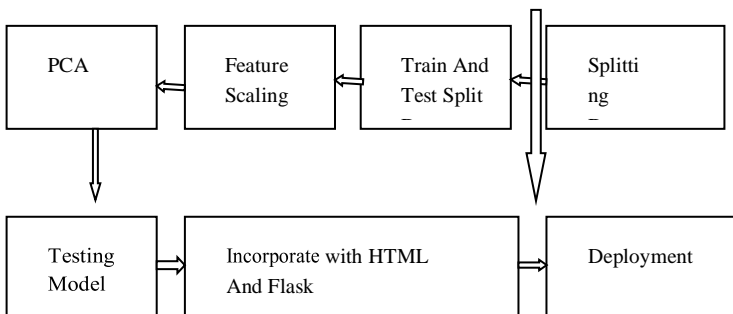 PCA
Feature
Scaling
Train And
Test Split
Splitti
ng
Testing
Model
Incorporate with HTML
And Flask
Deployment